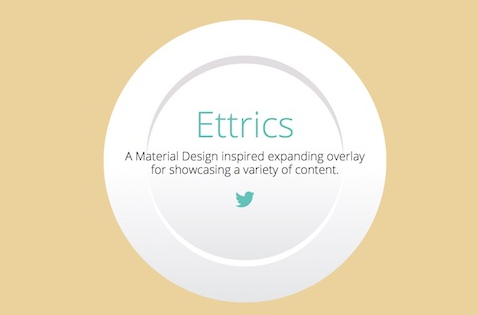 Ettrics
A Material Design inspired expanding overlay
for showcasing a variety of content.